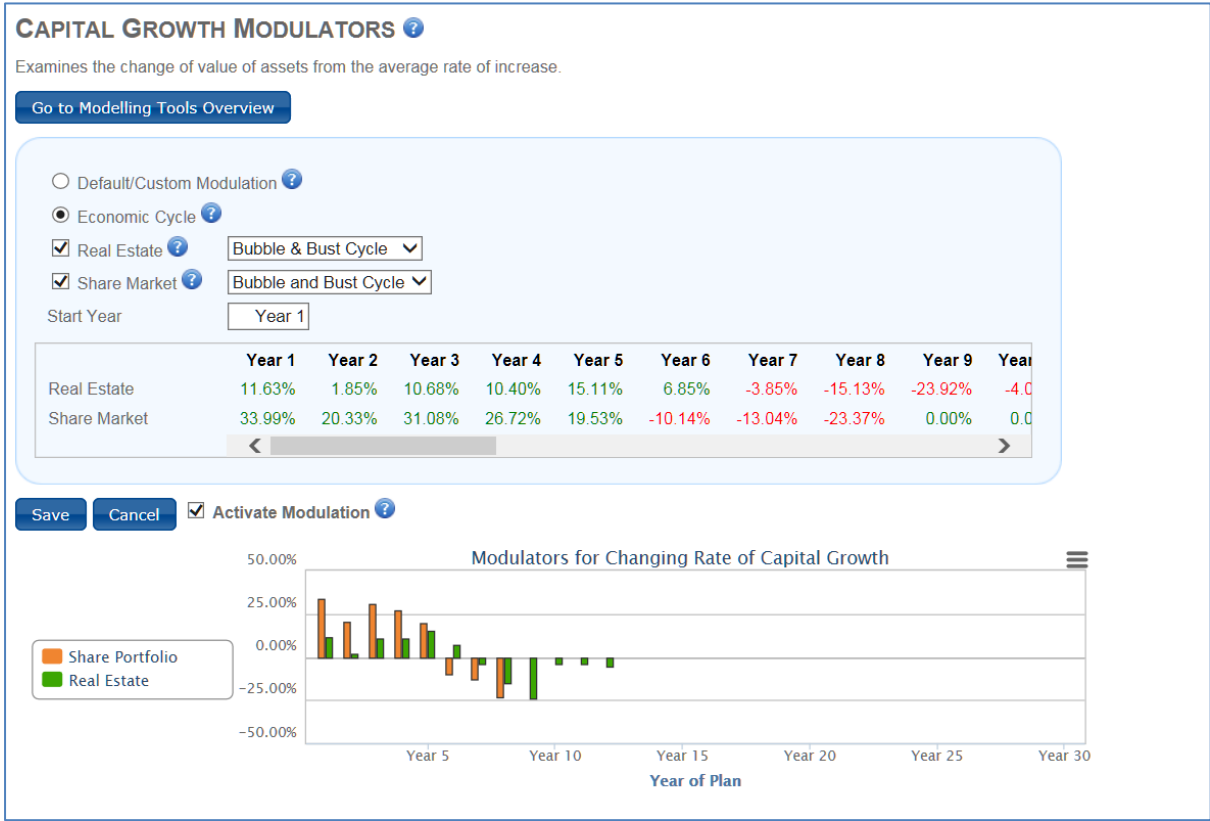 CAPITAL GROWTH MODULATORS ?
Examines the change of value of assets from the average rate of increase.
Go to Modelling Tools Overview
Default/Custom Modulation ?
Economic Cycle ?
Real Estate ? Bubble & Bust Cycle
Share Market ? Bubble and Bust Cycle
Start Year Year 1
Year 1 Year 2 Year 3 Year 4 Year 5 Year 6 Year 7 Year 8 Year 9 Year
Real Estate 11.63% 1.85% 10.68% 10.40% 15.11% 6.85% -3.85% -15.13% -23.92% -4.0
Share Market 33.99% 20.33% 31.08% 26.72% 19.53% -10.14% -13.04% -23.37% 0.00% 0.0
Save Cancel Activate Modulation ?
Modulators for Changing Rate of Capital Growth
50.00%
25.00%
0.00%
-25.00%
-50.00%
Share Portfolio
Real Estate
Year 5 Year 10 Year 15 Year 20 Year 25 Year 30
Year of Plan